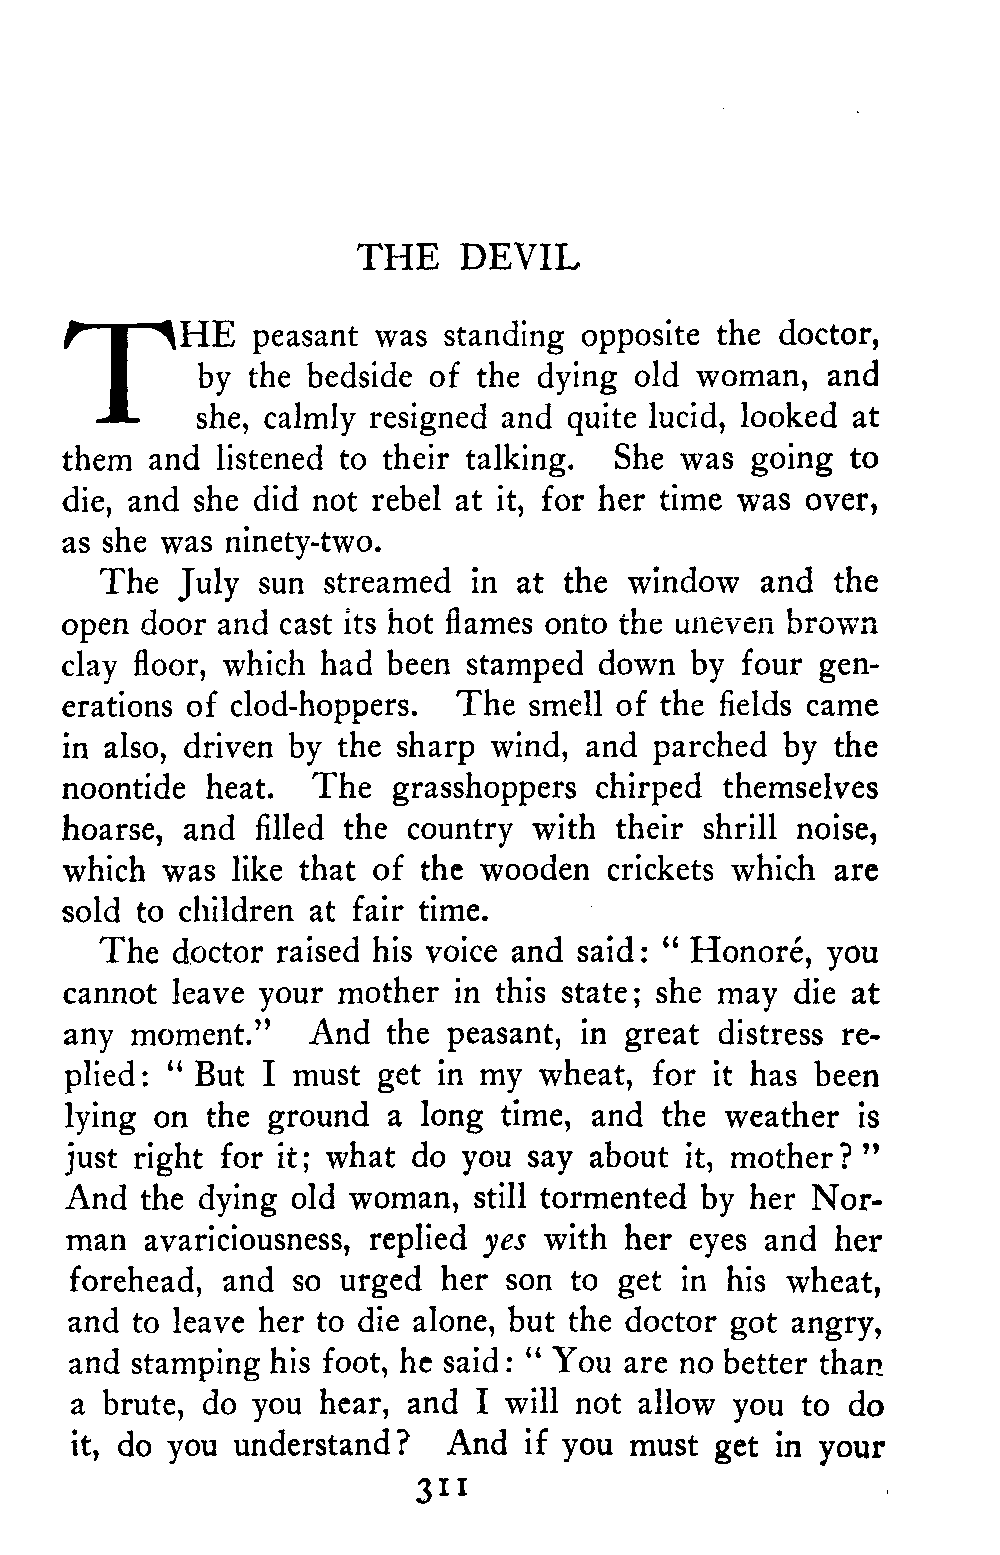 THE DEVIL
THE peasant was standing opposite the doctor,
by the bedside of the dying old woman, and
she, calmly resigned and quite lucid, looked at
them and listened to their talking. She was going to
die, and she did not rebel at it, for her time was over,
as she was ninety-two.
The July sun streamed in at the window and the
open door and cast its hot flames onto the uneven brown
clay floor, which had been stamped down by four gen-
erations of clod-hoppers. The smell of the fields came
in also, driven by the sharp wind, and parched by the
noontide heat. The grasshoppers chirped themselves
hoarse, and filled the country with their shrill noise,
which was like that of the wooden crickets which are
sold to children at fair time.
The doctor raised his voice and said: " Honoré, you
cannot leave your mother in this state; she may die at
any moment." And the peasant, in great distress re-
plied: " But I must get in my wheat, for it has been
lying on the ground a long time, and the weather is
just right for it; what do you say about it, mother? "
And the dying old woman, still tormented by her Nor-
man avariciousness, replied yes with her eyes and her
forehead, and so urged her son to get in his wheat,
and to leave her to die alone, but the doctor got angry,
and stamping his foot, he said: " You are no better than
a brute, do you hear, and I will not allow you to do
it, do you understand? And if you must get in your
311